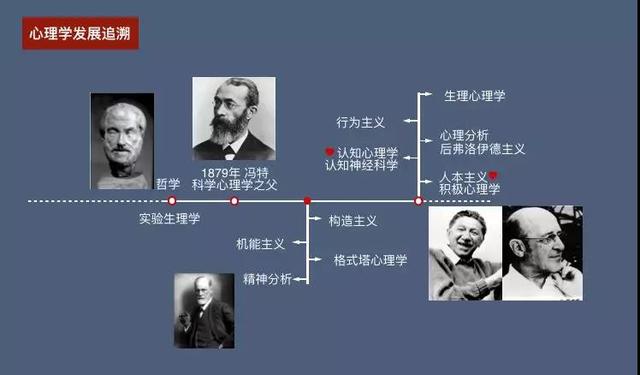 心理学发展追溯
生理心理学
行为主义
心理分析
后弗洛伊德主义
认知心理学
认知神经科学
人本主义
积极心理学
1879年 冯特
科学心理学之父
哲学
实验生理学
构造主义
机能主义
格式塔心理学
精神分析